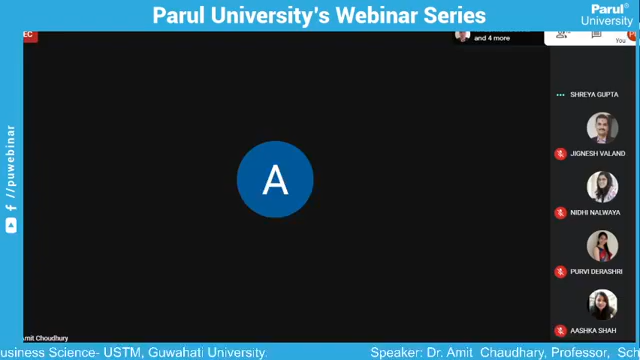 Parul University's Webinar Series
Parul®
University
EC
and 4 more
You
SHREYA GUPTA
JIGNESH VALAND
NIDHI NALWAYA
PURVI DERASHRI
AASHKA SHAH
//puwebinar
A
mit Choudhury
usiness Science- USTM, Guwahati University.
Speaker: Dr. Amit Chaudhary, Professor, Sch